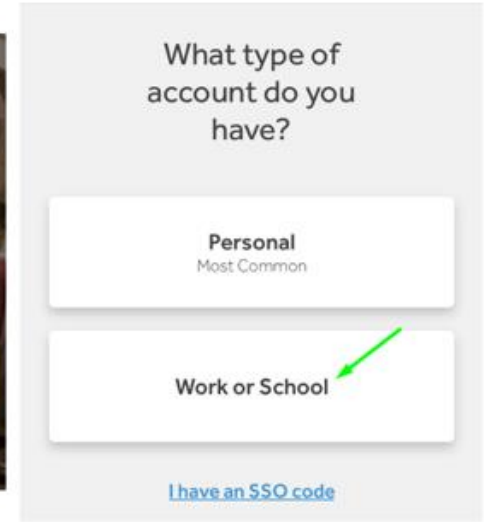 What type of
account do you
have?
Personal
Most Common
Work or School
I have an SSO code